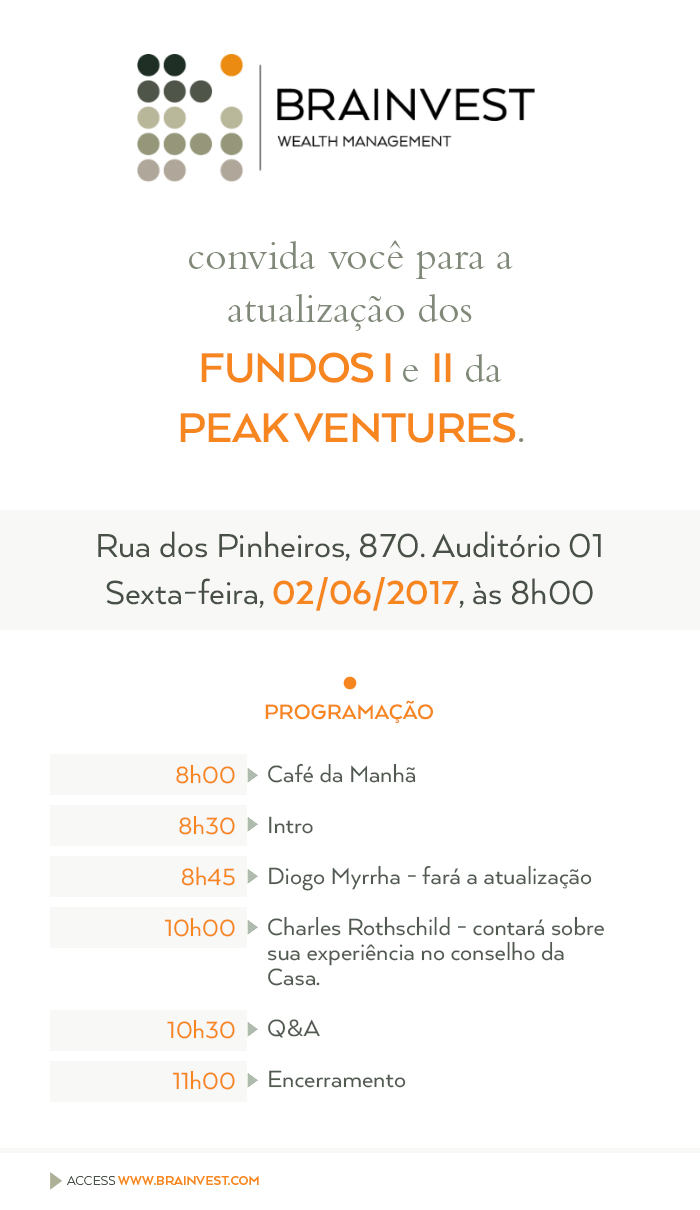 BRAINVEST
WEALTH MANAGEMENT
convida você para a
atualização dos
FUNDOS I e II da
PEAK VENTURES.
Rua dos Pinheiros, 870. Auditório 01
Sexta-feira, 02/06/2017, às 8h00
PROGRAMAÇÃO
8h00 Café da Manhã
8h30 Intro
8h45 Diogo Myrrha - fará a atualização
10h00 Charles Rothschild - contará sobre
sua experiência no conselho da
Casa.
10h30 Q&A
11h00 Encerramento
ACCESS WWW.BRAINVEST.COM